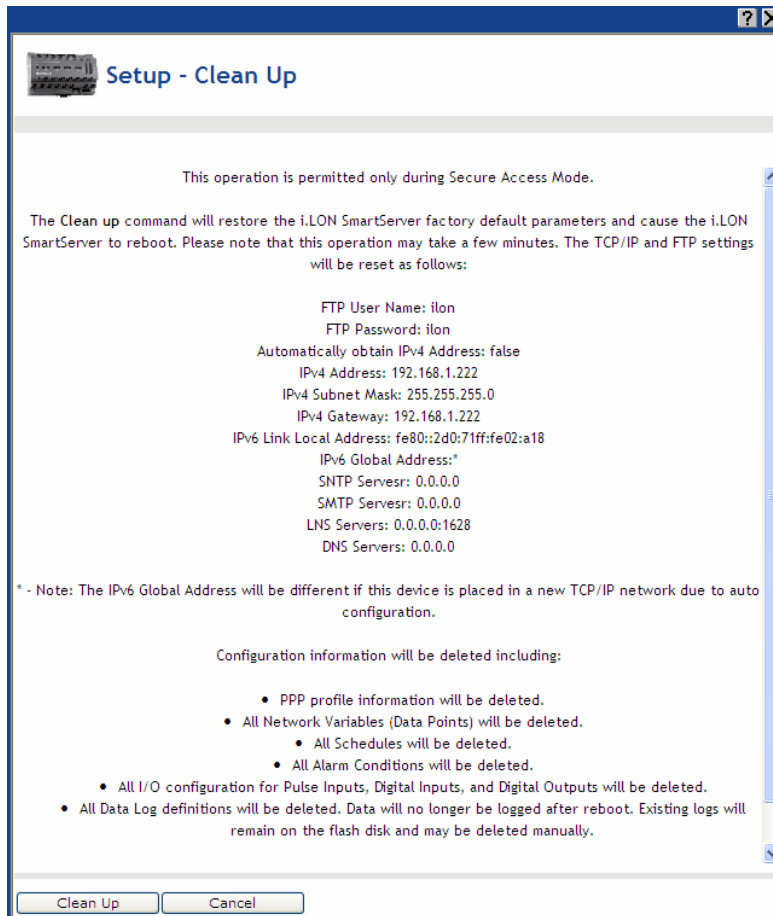 Setup - Clean Up
This operation is permitted only during Secure Access Mode.
The Clean up command will restore the i.LON SmartServer factory default parameters and cause the i.LON
SmartServer to reboot. Please note that this operation may take a few minutes. The TCP/IP and FTP settings
will be reset as follows:
FTP User Name: ilon
FTP Password: ilon
Automatically obtain IPv4 Address: false
IPv4 Address: 192.168.1.222
IPv4 Subnet Mask: 255.255.255.0
IPv4 Gateway: 192.168.1.222
IPv6 Link Local Address: fe80::2d0:71ff:fe02:a18
IPv6 Global Address:*
SNTP Servesr: 0.0.0.0
SMTP Servesr: 0.0.0.0
LNS Servers: 0.0.0.0:1628
DNS Servers: 0.0.0.0
* - Note: The IPv6 Global Address will be different if this device is placed in a new TCP/IP network due to auto
configuration.
Configuration information will be deleted including:
• PPP profile information will be deleted.
• All Network Variables (Data Points) will be deleted.
• All Schedules will be deleted.
• All Alarm Conditions will be deleted.
• All I/O configuration for Pulse Inputs, Digital Inputs, and Digital Outputs will be deleted.
• All Data Log definitions will be deleted. Data will no longer be logged after reboot. Existing logs will
remain on the flash disk and may be deleted manually.
Clean Up Cancel